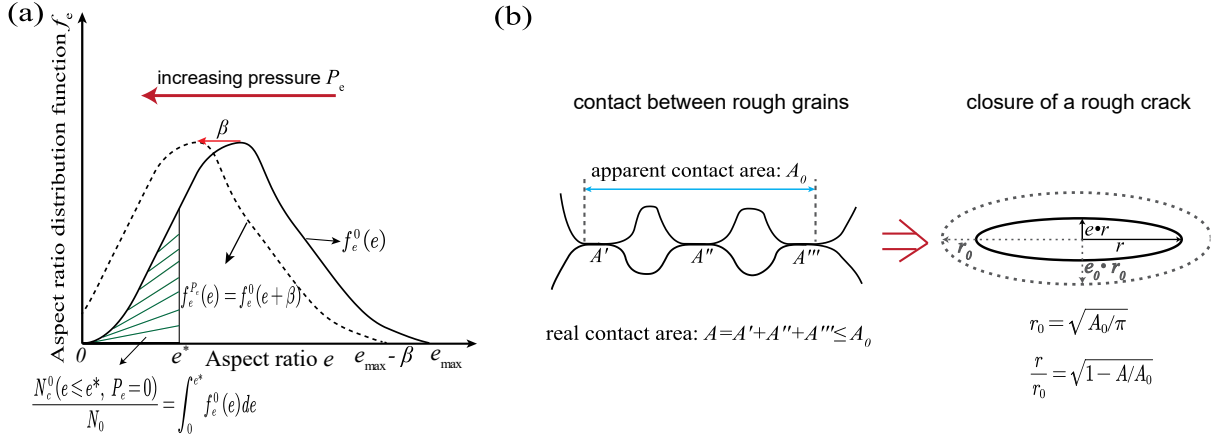 (a)
Aspect ratio distribution function f_e
increasing pressure P_e
β
f_e^0(e)
f_e^{P_e}(e) = f_e^0(e+β)
0
e*
Aspect ratio e
e_max - β
e_max
N_c^0(e⩽e*, P_e=0)/N_0 = ∫_0^{e*} f_e^0(e)de
(b)
contact between rough grains
apparent contact area: A_0
A′
A″
A‴
real contact area: A=A′+A″+A‴≤A_0
closure of a rough crack
e•r
r
r_0
e_0•r_0
r_0=√(A_0/π)
r/r_0=√(1−A/A_0)